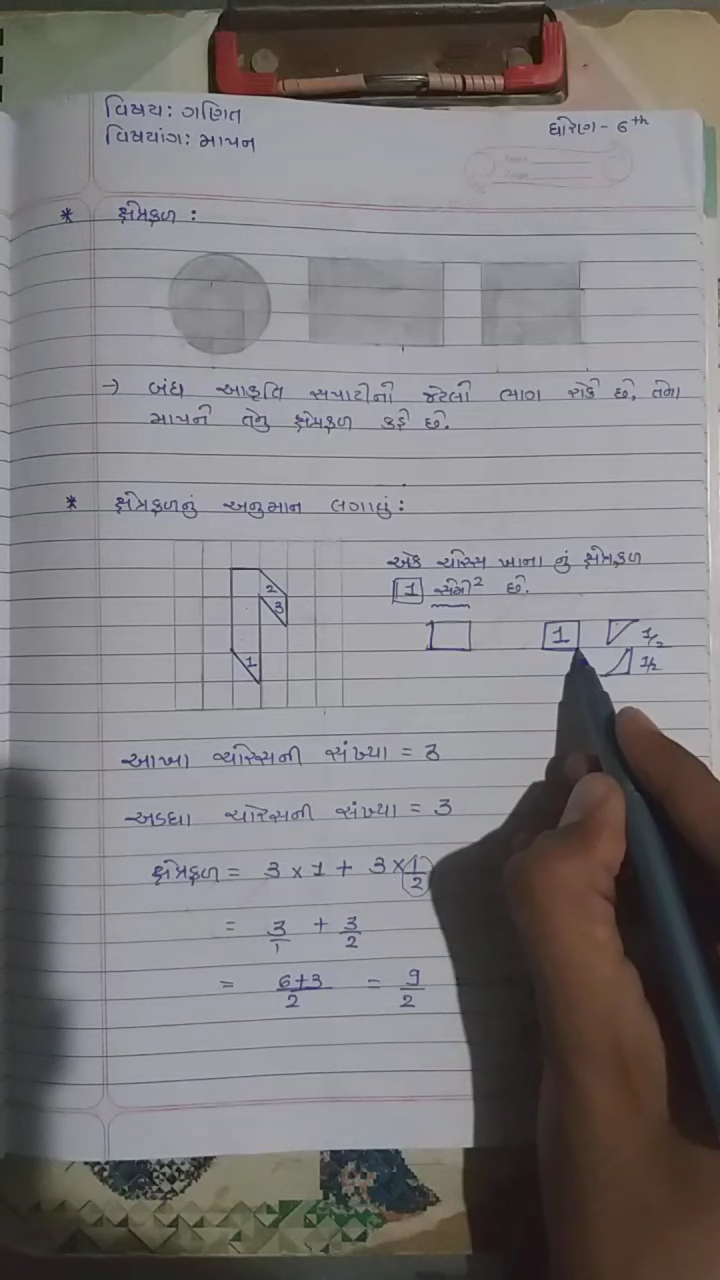 વિષય: ગણિત
ધોરણ - 6th
વિષયાંગ: માપન
* ક્ષેત્રફળ :
→ બંધ આકૃતિ સપાટીની જેટલી ભાગ રોકે છે, તેના
માપને તેનુ ક્ષેત્રફળ કહે છે.
* ક્ષેત્રફળનું અનુમાન લગાવું:
એક ચોરસ ખાના નું ક્ષેત્રફળ
1 સેમી² છે.
2
3
1
1 1/2
1/2
આખા ચોરસની સંખ્યા = 3
અડધા ચોરસની સંખ્યા = 3
ક્ષેત્રફળ = 3 × 1 + 3 × 1/2
= 3/1 + 3/2
= 6+3/2 = 9/2